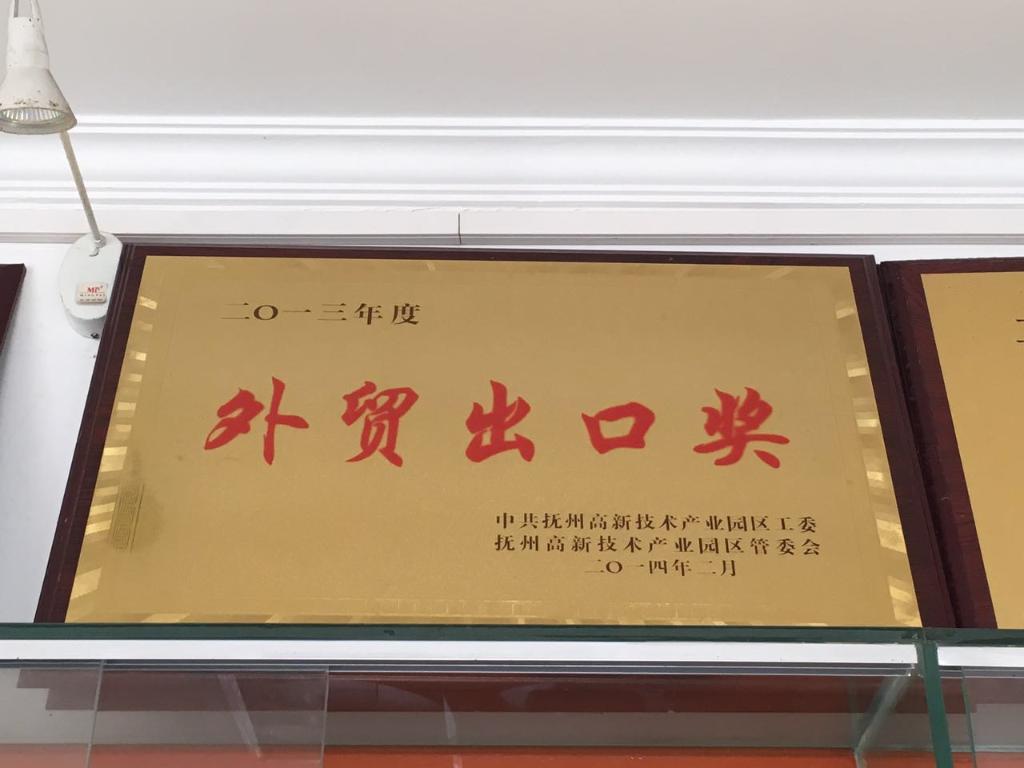 二〇一三年度
外贸出口奖
中共抚州高新技术产业园区工委
抚州高新技术产业园区管委会
二〇一四年二月